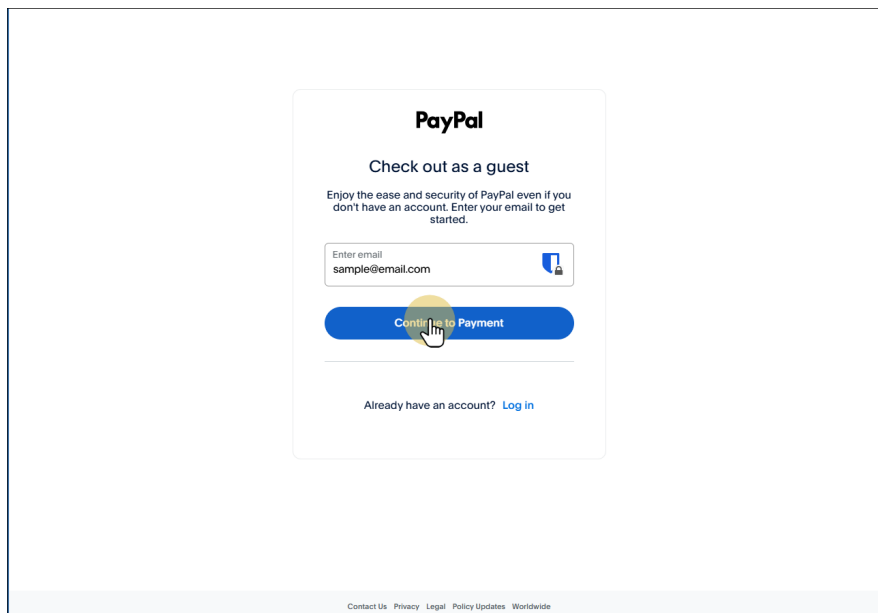 PayPal
Check out as a guest
Enjoy the ease and security of PayPal even if you
don't have an account. Enter your email to get
started.
Enter email
sample@email.com
Continue to Payment
Already have an account? Log in
Contact Us Privacy Legal Policy Updates Worldwide